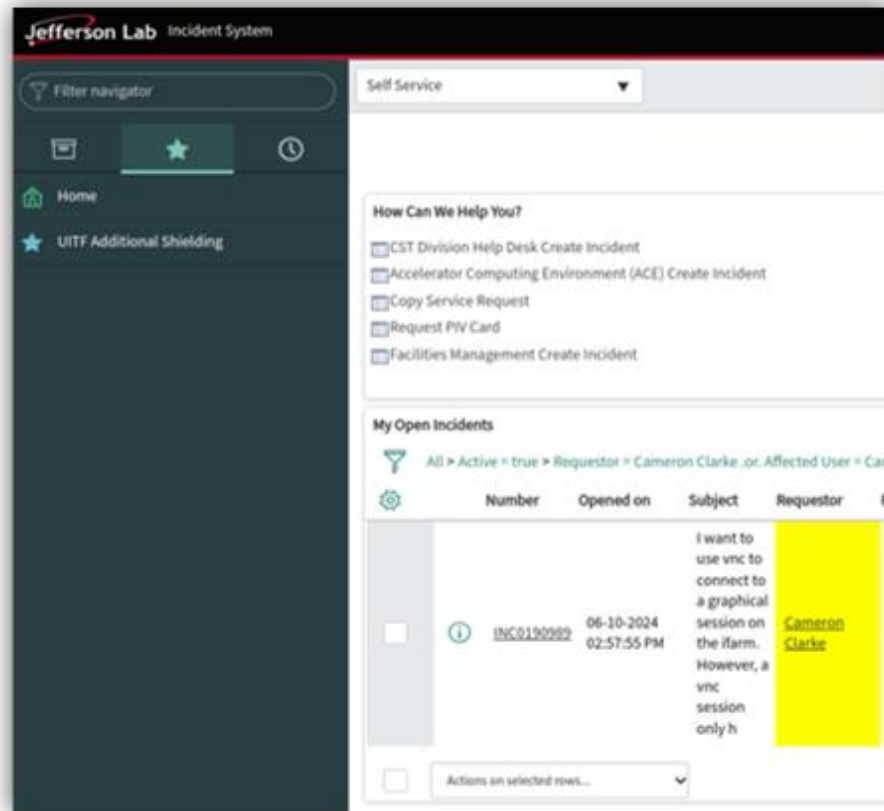 Jefferson Lab Incident System
Filter navigator
Home
UITF Additional Shielding
Self Service
How Can We Help You?
CST Division Help Desk Create Incident
Accelerator Computing Environment (ACE) Create Incident
Copy Service Request
Request PIV Card
Facilities Management Create Incident
My Open Incidents
All > Active = true > Requestor = Cameron Clarke .or. Affected User = Ca
Number Opened on Subject Requestor
I want to
use vnc to
connect to
a graphical
session on
the ifarm.
However, a
vnc
session
only h
INC0190989
06-10-2024
02:57:55 PM
Cameron
Clarke
Actions on selected rows...